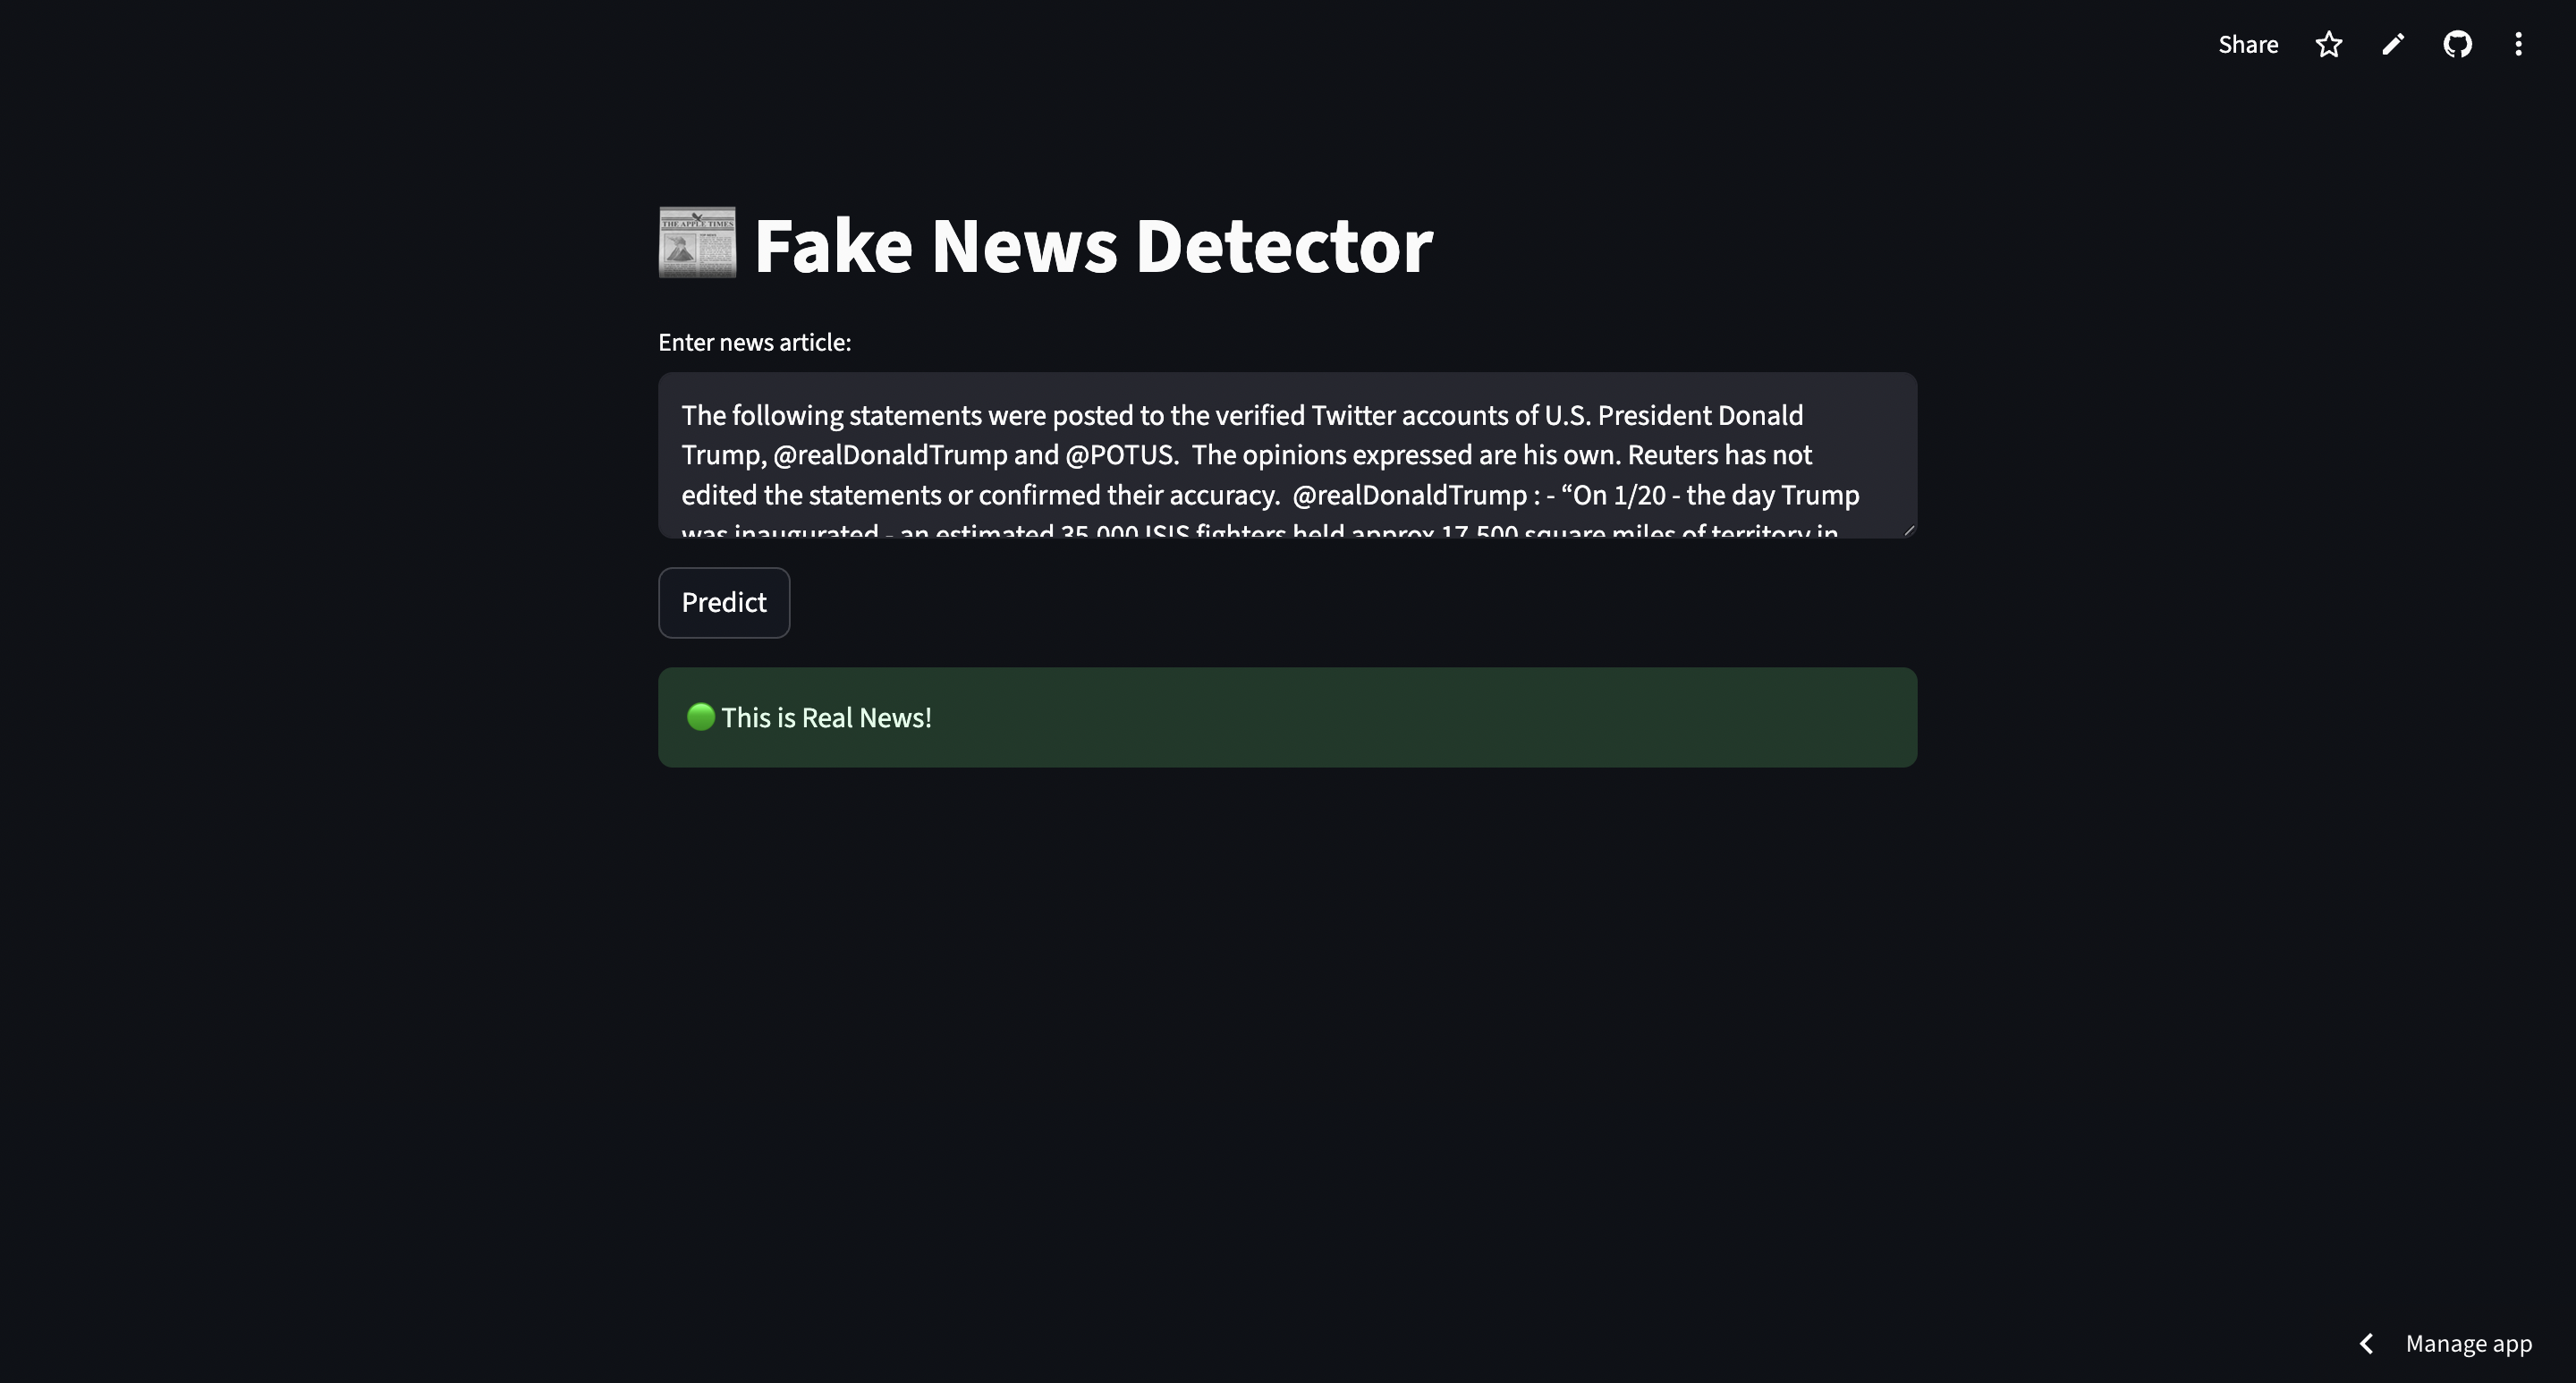 Share
THE APPLE TIMES
Fake News Detector
Enter news article:
The following statements were posted to the verified Twitter accounts of U.S. President Donald
Trump, @realDonaldTrump and @POTUS.  The opinions expressed are his own. Reuters has not
edited the statements or confirmed their accuracy.  @realDonaldTrump : - “On 1/20 - the day Trump
was inaugurated - an estimated 35,000 ISIS fighters held approx 17,500 square miles of territory in
Predict
This is Real News!
Manage app